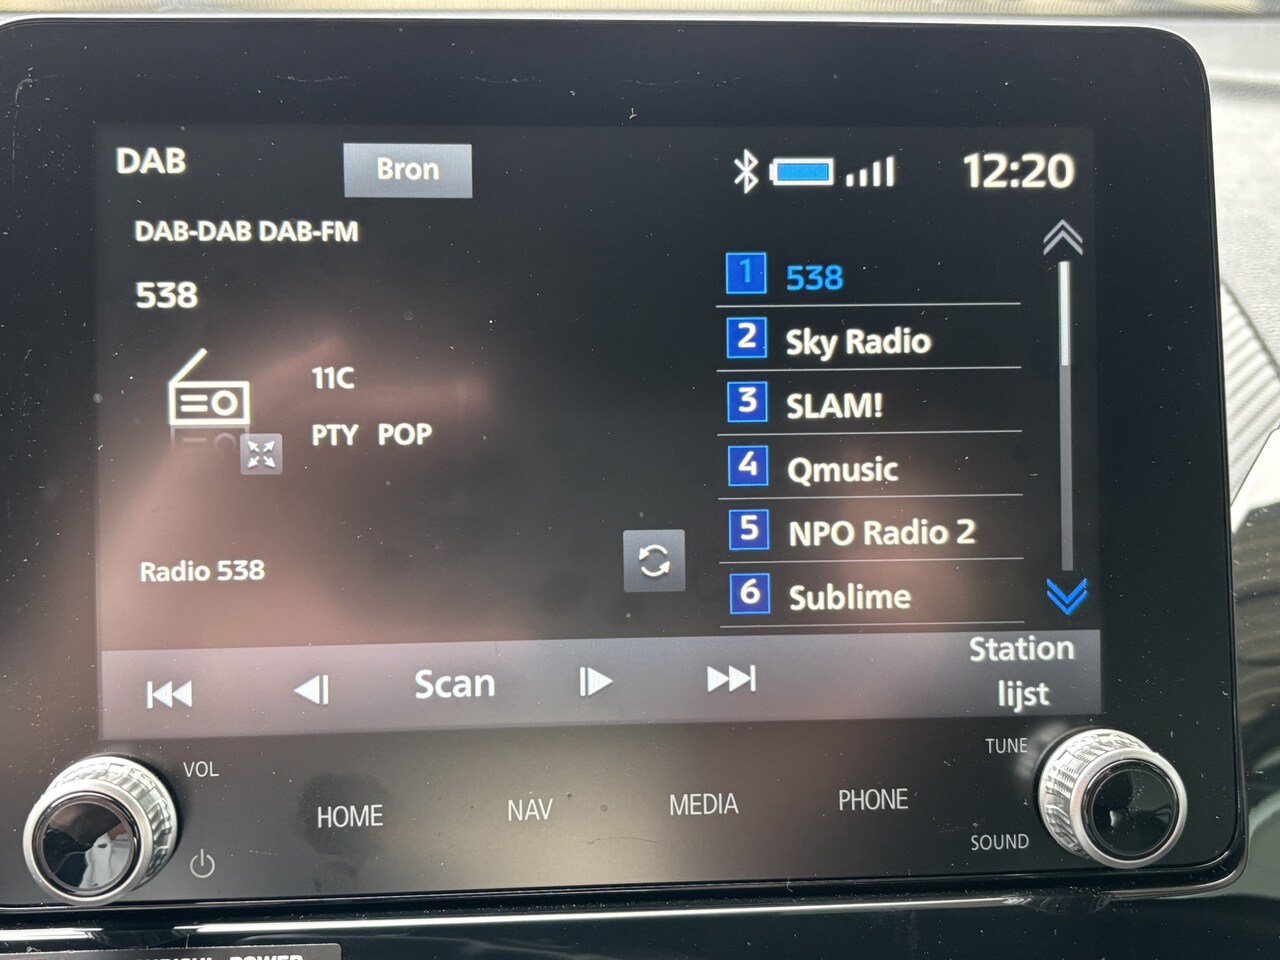 DAB
Bron
12:20
DAB-DAB DAB-FM
538
11C
PTY POP
Radio 538
1 538
2 Sky Radio
3 SLAM!
4 Qmusic
5 NPO Radio 2
6 Sublime
Scan
Station
lijst
VOL
HOME
NAV
MEDIA
PHONE
TUNE
SOUND
POWER